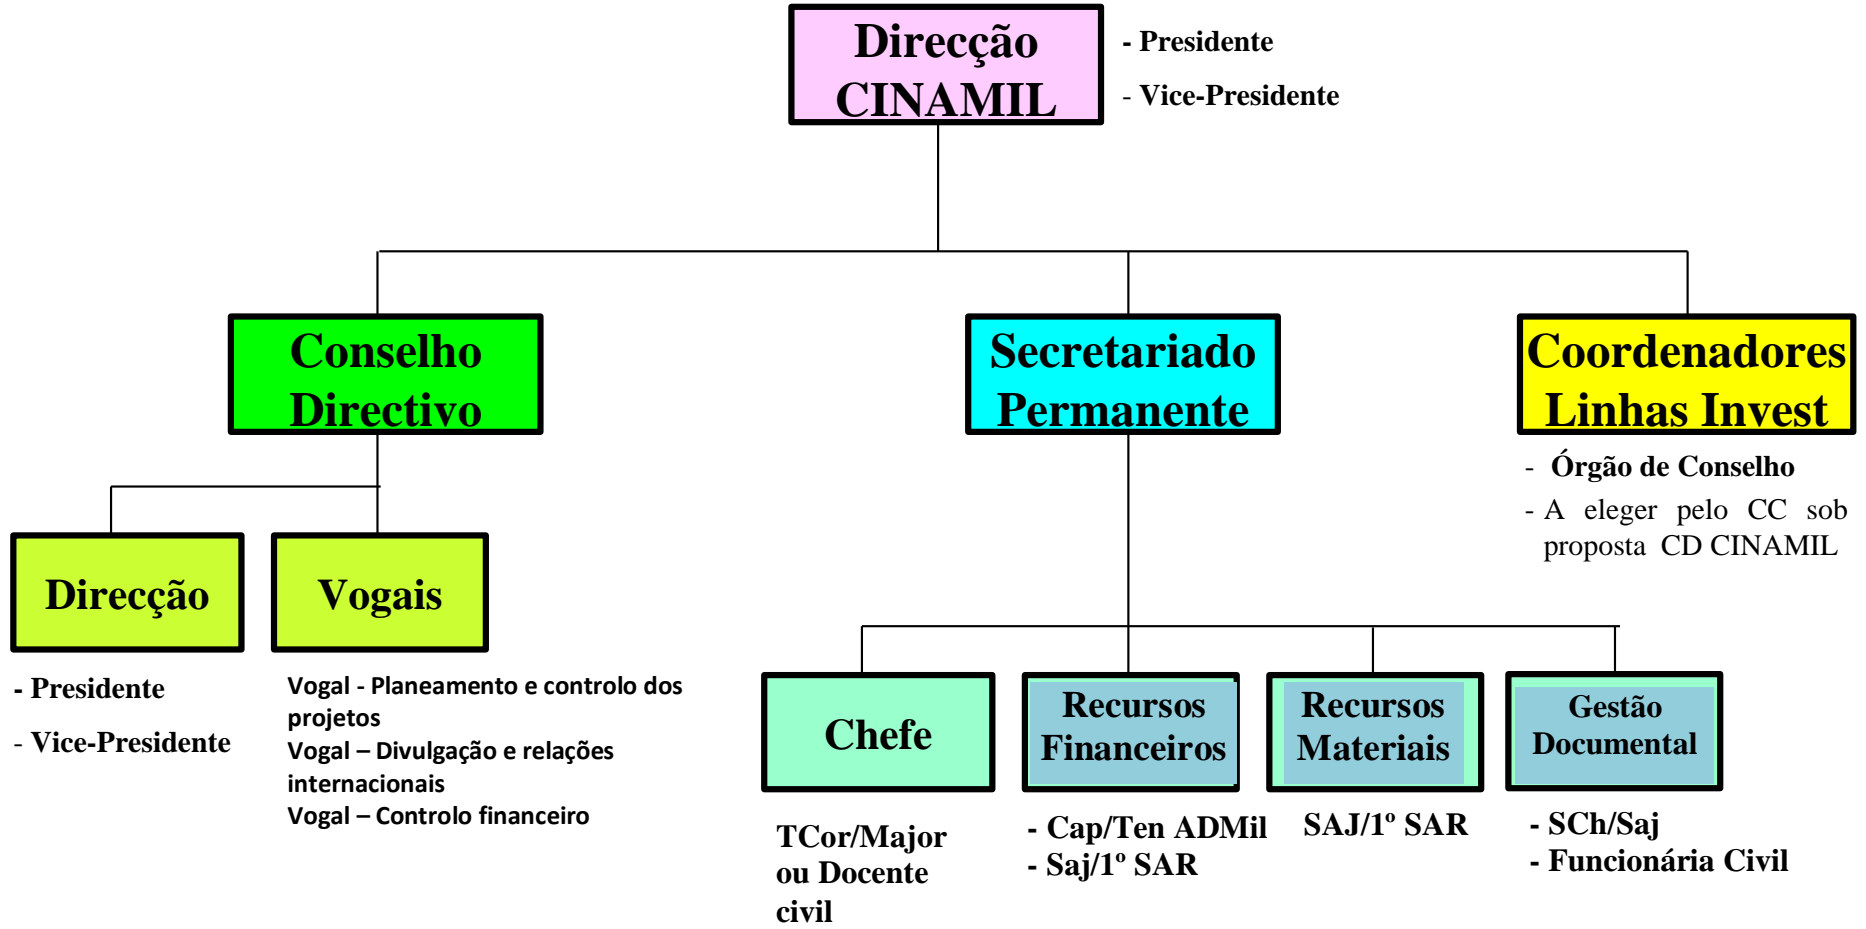 Direcção
CINAMIL
- Presidente
- Vice-Presidente
Conselho
Directivo
Secretariado
Permanente
Coordenadores
Linhas Invest
- Órgão de Conselho
- A eleger pelo CC sob
proposta CD CINAMIL
Direcção
Vogais
- Presidente
- Vice-Presidente
Vogal - Planeamento e controlo dos
projetos
Vogal – Divulgação e relações
internacionais
Vogal – Controlo financeiro
Chefe
Recursos
Financeiros
Recursos
Materiais
Gestão
Documental
TCor/Major
ou Docente
civil
- Cap/Ten ADMil
- Saj/1º SAR
SAJ/1º SAR
- SCh/Saj
- Funcionária Civil